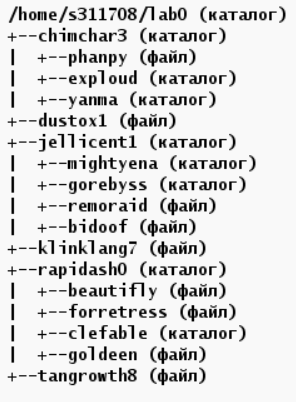 /home/s311708/lab0 (каталог)
+--chimchar3 (каталог)
|  +--phanpy (файл)
|  +--exploud (каталог)
|  +--yanma (каталог)
+--dustox1 (файл)
+--jellicent1 (каталог)
|  +--mightyena (каталог)
|  +--gorebyss (каталог)
|  +--remoraid (файл)
|  +--bidoof (файл)
+--klinklang7 (файл)
+--rapidash0 (каталог)
|  +--beautifly (файл)
|  +--forretress (файл)
|  +--clefable (каталог)
|  +--goldeen (файл)
+--tangrowth8 (файл)